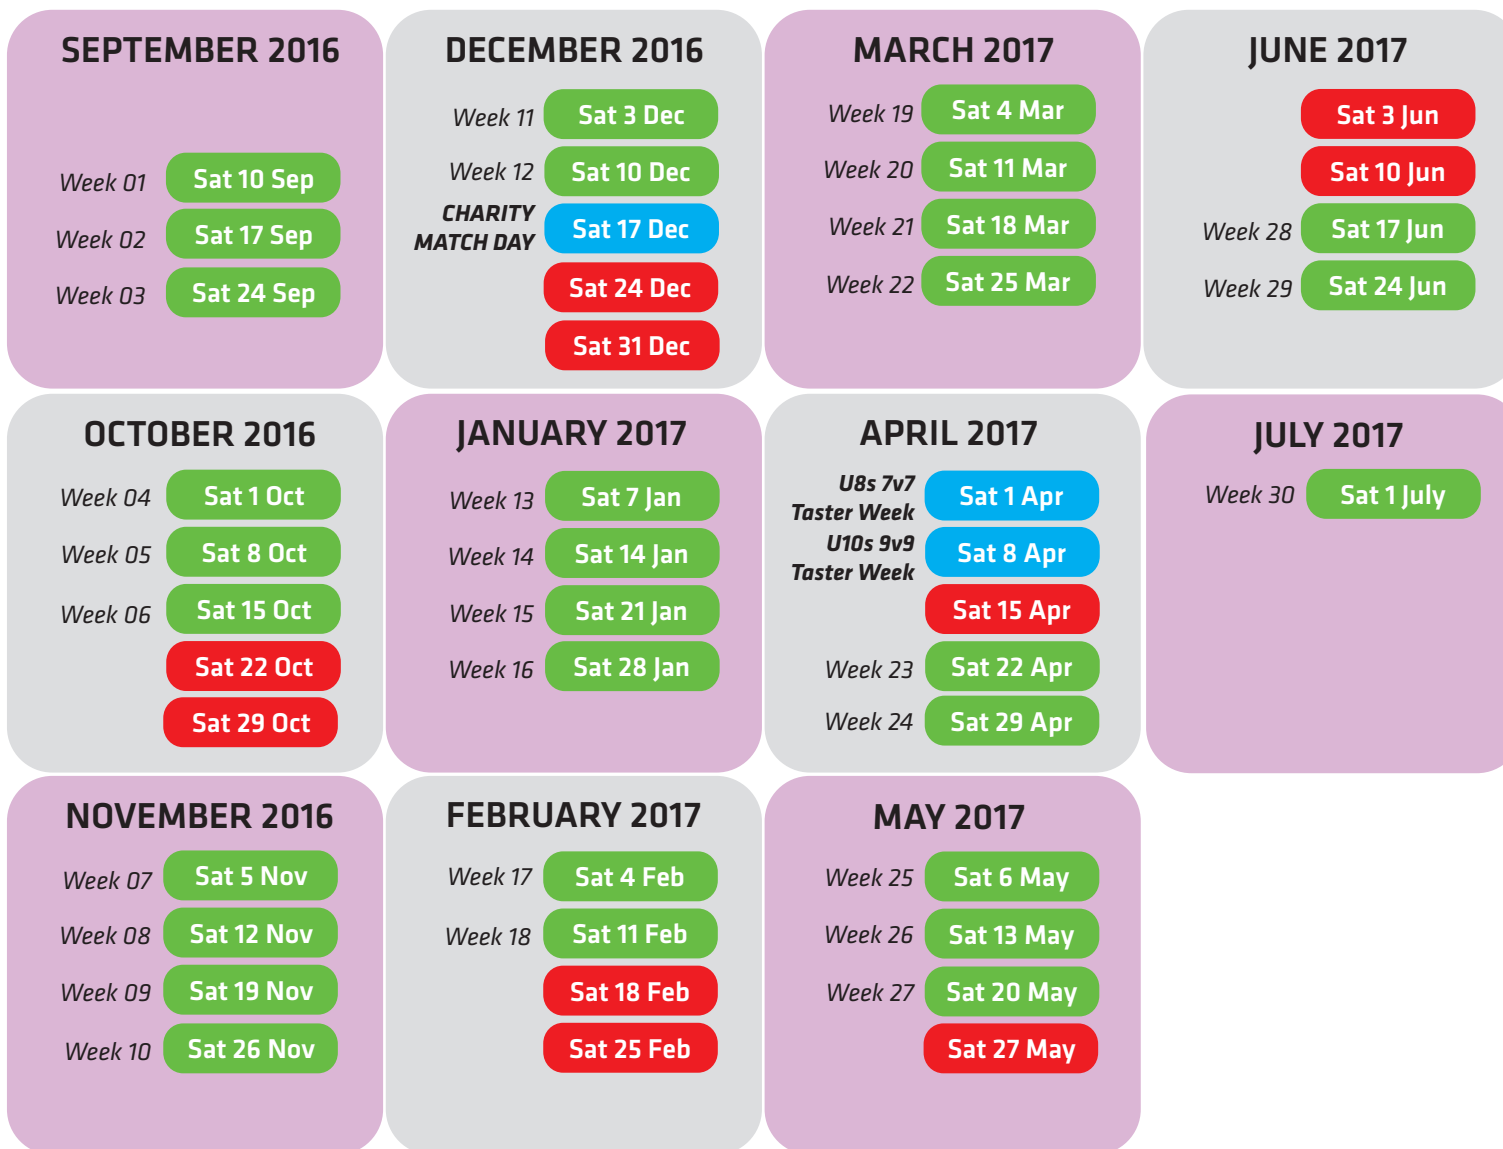 SEPTEMBER 2016
Week 01 Sat 10 Sep
Week 02 Sat 17 Sep
Week 03 Sat 24 Sep
OCTOBER 2016
Week 04 Sat 1 Oct
Week 05 Sat 8 Oct
Week 06 Sat 15 Oct
Sat 22 Oct
Sat 29 Oct
NOVEMBER 2016
Week 07 Sat 5 Nov
Week 08 Sat 12 Nov
Week 09 Sat 19 Nov
Week 10 Sat 26 Nov
DECEMBER 2016
Week 11 Sat 3 Dec
Week 12 Sat 10 Dec
CHARITY
MATCH DAY Sat 17 Dec
Sat 24 Dec
Sat 31 Dec
JANUARY 2017
Week 13 Sat 7 Jan
Week 14 Sat 14 Jan
Week 15 Sat 21 Jan
Week 16 Sat 28 Jan
FEBRUARY 2017
Week 17 Sat 4 Feb
Week 18 Sat 11 Feb
Sat 18 Feb
Sat 25 Feb
MARCH 2017
Week 19 Sat 4 Mar
Week 20 Sat 11 Mar
Week 21 Sat 18 Mar
Week 22 Sat 25 Mar
APRIL 2017
U8s 7v7
Taster Week Sat 1 Apr
U10s 9v9
Taster Week Sat 8 Apr
Sat 15 Apr
Week 23 Sat 22 Apr
Week 24 Sat 29 Apr
MAY 2017
Week 25 Sat 6 May
Week 26 Sat 13 May
Week 27 Sat 20 May
Sat 27 May
JUNE 2017
Sat 3 Jun
Sat 10 Jun
Week 28 Sat 17 Jun
Week 29 Sat 24 Jun
JULY 2017
Week 30 Sat 1 July